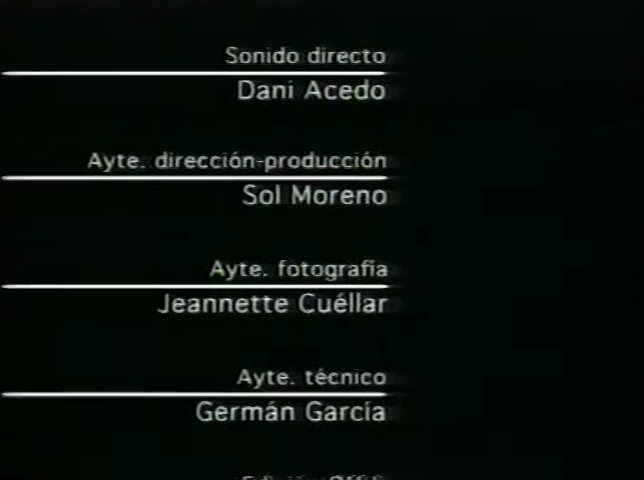 Sonido directo
Dani Acedo
Ayte. dirección-producción
Sol Moreno
Ayte. fotografía
Jeannette Cuéllar
Ayte. técnico
Germán García